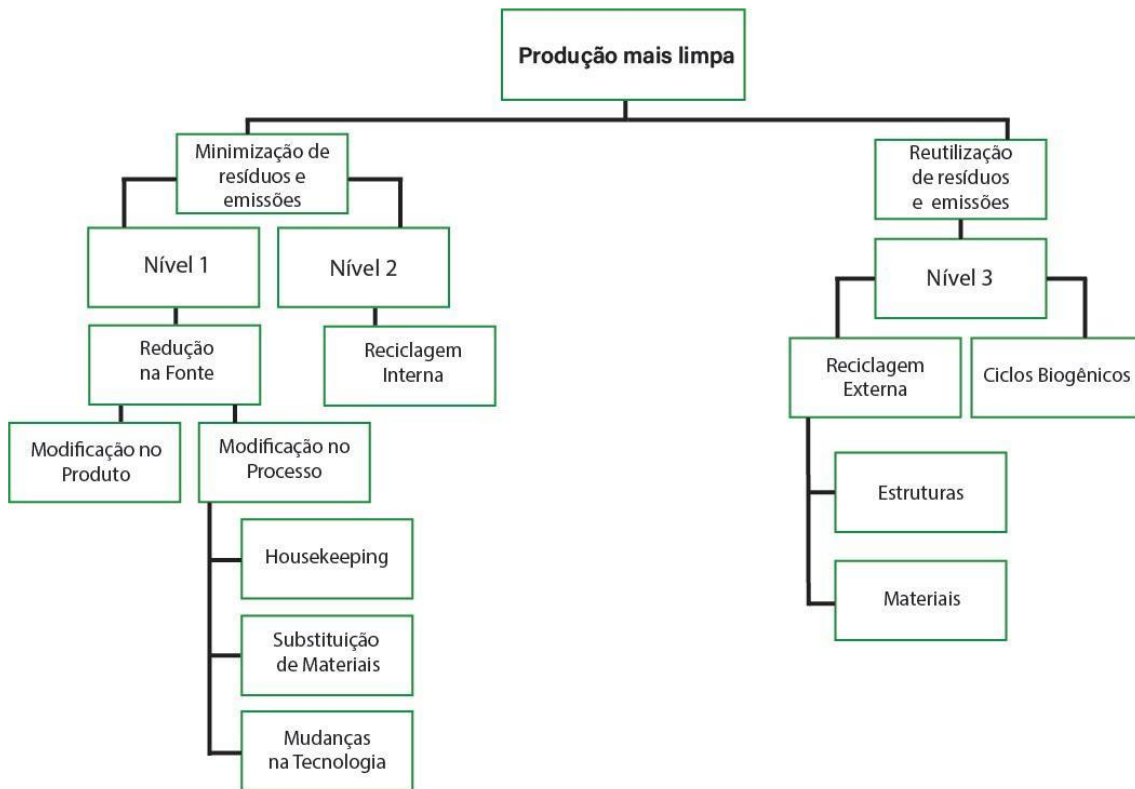 Produção mais limpa
Minimização de
resíduos e
emissões
Reutilização
de resíduos
e emissões
Nível 1
Nível 2
Nível 3
Redução
na Fonte
Reciclagem
Interna
Reciclagem
Externa
Ciclos Biogênicos
Modificação no
Produto
Modificação no
Processo
Estruturas
Housekeeping
Materiais
Substituição
de Materiais
Mudanças
na Tecnologia